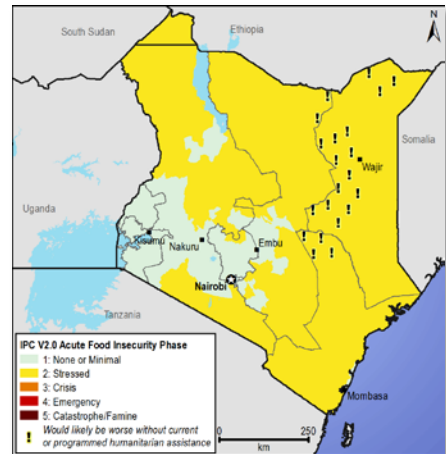 South Sudan
Ethiopia
N
Somalia
Wajir
Uganda
Kisumu
Nakuru
Embu
Nairobi
Tanzania
Mombasa
IPC V2.0 Acute Food Insecurity Phase
1: None or Minimal
2: Stressed
3: Crisis
4: Emergency
5: Catastrophe/Famine
! Would likely be worse without current
or programmed humanitarian assistance
0 250
km